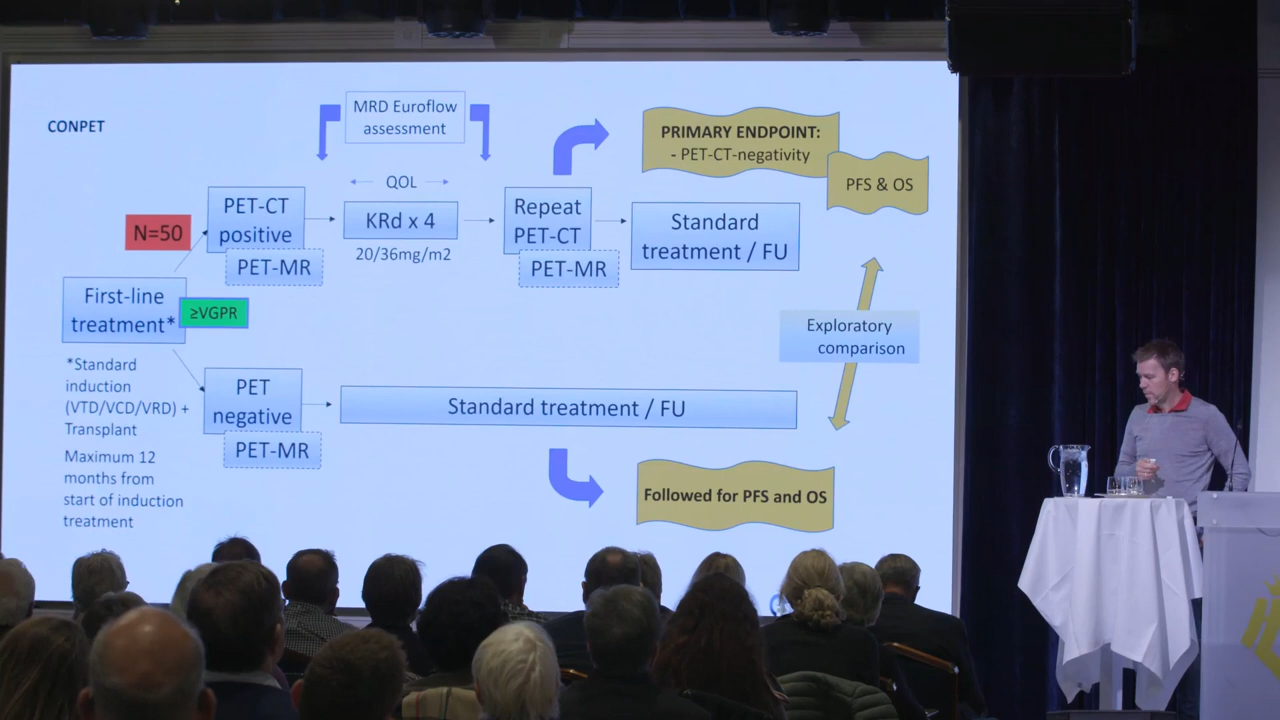 CONPET
MRD Euroflow
assessment
QOL
PRIMARY ENDPOINT:
- PET-CT-negativity
PFS & OS
N=50
PET-CT
positive
PET-MR
KRd x 4
20/36mg/m2
Repeat
PET-CT
PET-MR
Standard
treatment / FU
First-line
treatment*
≥VGPR
Exploratory
comparison
*Standard
induction
(VTD/VCD/VRD) +
Transplant
Maximum 12
months from
start of induction
treatment
PET
negative
PET-MR
Standard treatment / FU
Followed for PFS and OS